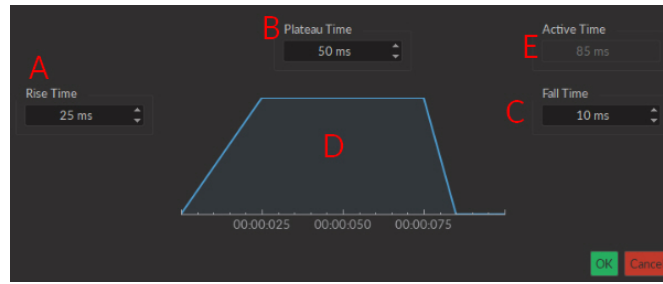 B
Plateau Time
50 ms
Active Time
E
85 ms
A
Rise Time
25 ms
Fall Time
C
10 ms
D
00:00:025 00:00:050 00:00:075
OK
Cance